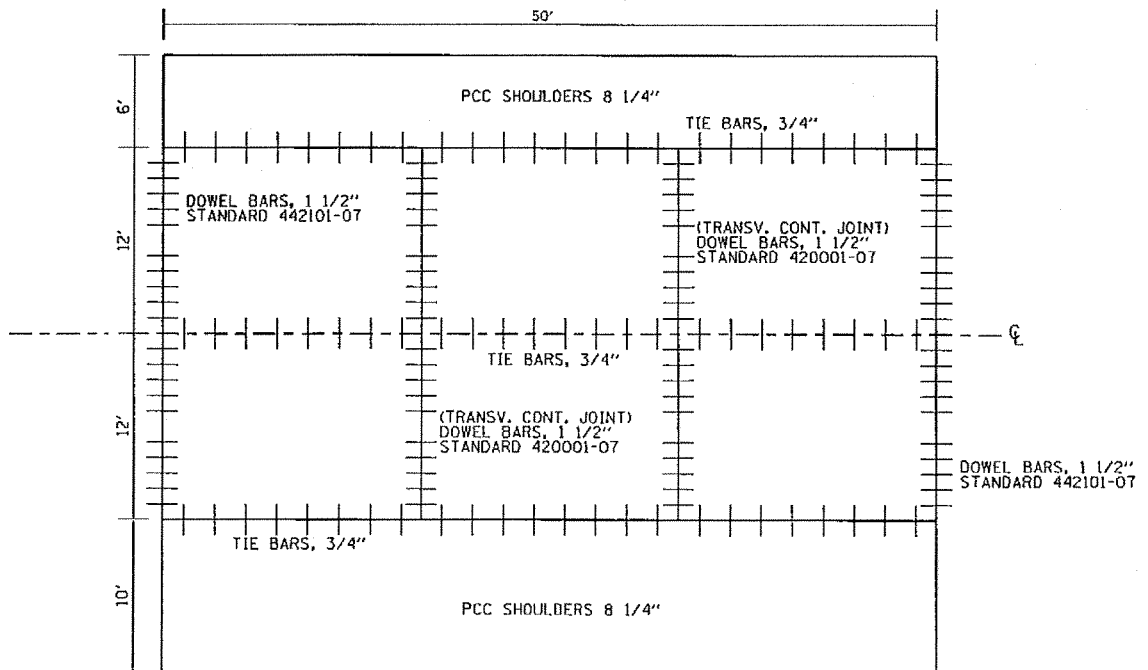 50'
PCC SHOULDERS 8 1/4"
6'
TIE BARS, 3/4"
DOWEL BARS, 1 1/2"
STANDARD 442101-07
12'
(TRANSV. CONT. JOINT)
DOWEL BARS, 1 1/2"
STANDARD 420001-07
℄
TIE BARS, 3/4"
(TRANSV. CONT. JOINT)
DOWEL BARS, 1 1/2"
STANDARD 420001-07
12'
DOWEL BARS, 1 1/2"
STANDARD 442101-07
TIE BARS, 3/4"
10'
PCC SHOULDERS 8 1/4"